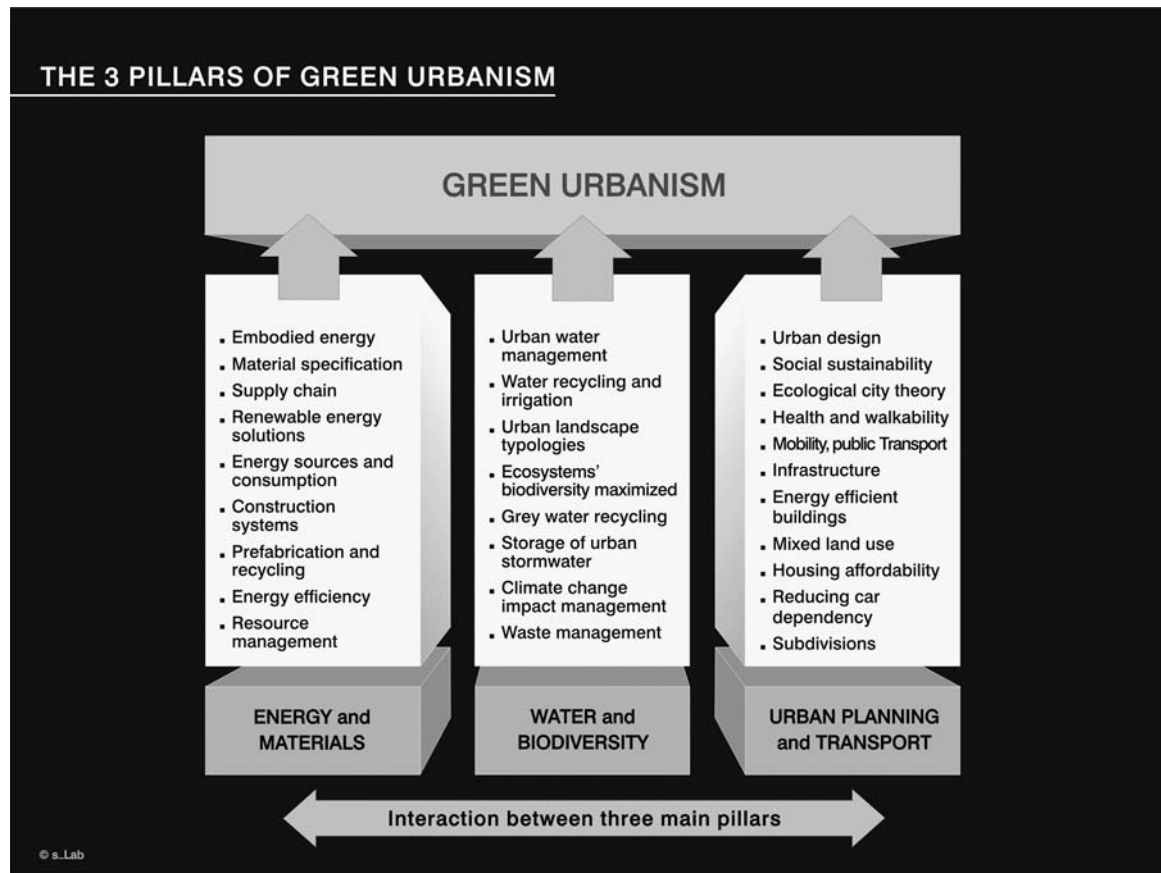 THE 3 PILLARS OF GREEN URBANISM
GREEN URBANISM
Embodied energy
Material specification
Supply chain
Renewable energy
solutions
Energy sources and
consumption
Construction
systems
Prefabrication and
recycling
Energy efficiency
Resource
management
ENERGY and
MATERIALS
Urban water
management
Water recycling and
irrigation
Urban landscape
typologies
Ecosystems'
biodiversity maximized
Grey water recycling
Storage of urban
stormwater
Climate change
impact management
Waste management
WATER and
BIODIVERSITY
Urban design
Social sustainability
Ecological city theory
Health and walkability
Mobility, public Transport
Infrastructure
Energy efficient
buildings
Mixed land use
Housing affordability
Reducing car
dependency
Subdivisions
URBAN PLANNING
and TRANSPORT
Interaction between three main pillars
© s_Lab